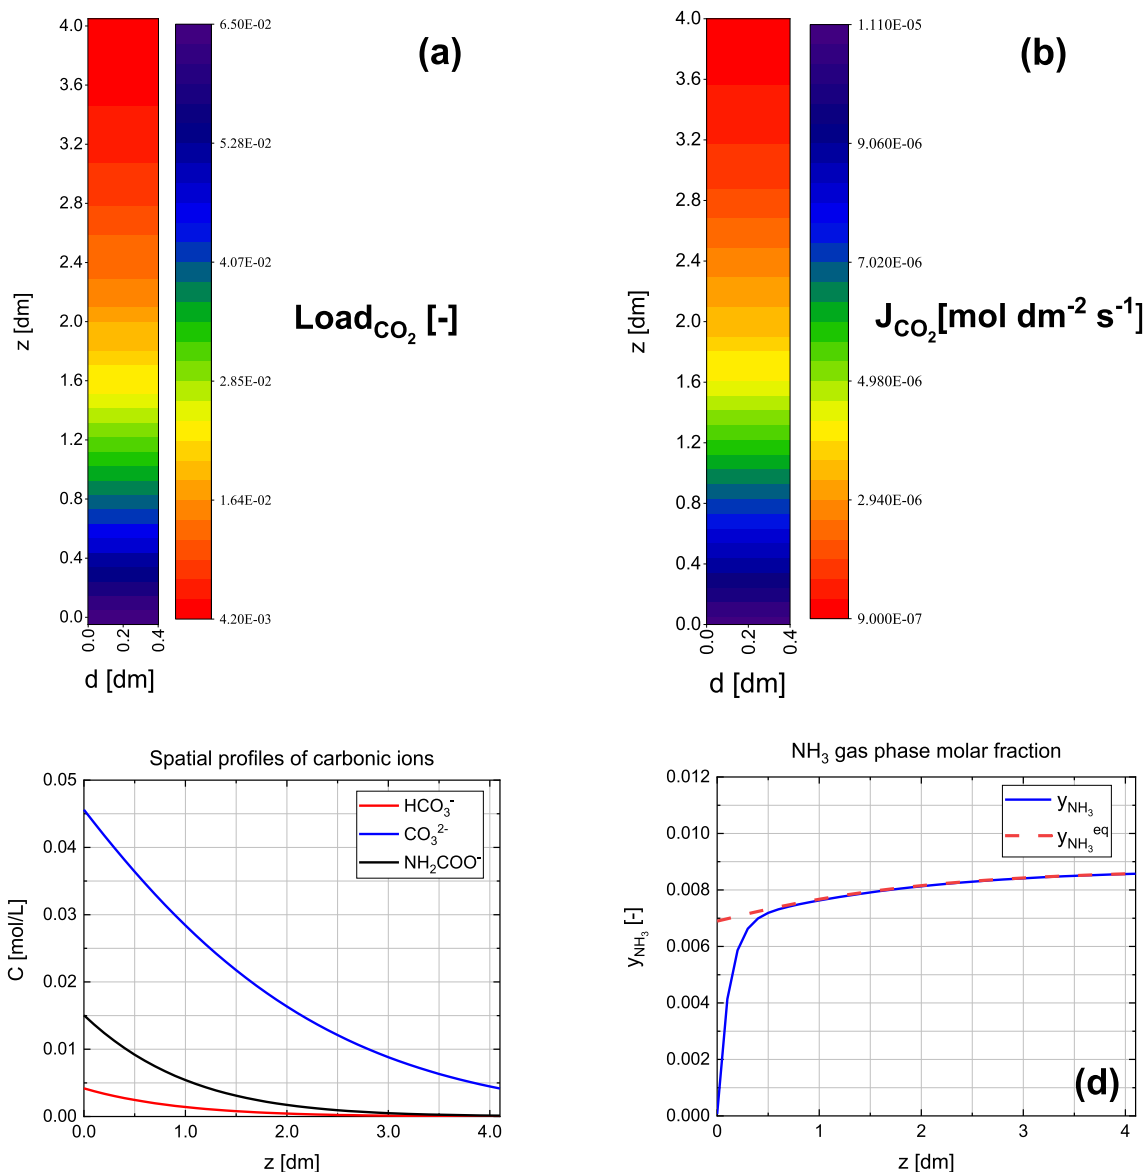 4.0
3.6
3.2
2.8
2.4
2.0
1.6
1.2
0.8
0.4
0.0
z [dm]
0.0
0.2
0.4
d [dm]
6.50E-02
5.28E-02
4.07E-02
2.85E-02
1.64E-02
4.20E-03
(a)
Load_CO₂ [-]
4.0
3.6
3.2
2.8
2.4
2.0
1.6
1.2
0.8
0.4
0.0
z [dm]
0.0
0.2
0.4
d [dm]
1.110E-05
9.060E-06
7.020E-06
4.980E-06
2.940E-06
9.000E-07
(b)
J_CO₂[mol dm⁻² s⁻¹]
Spatial profiles of carbonic ions
0.05
0.04
0.03
0.02
0.01
0.00
C [mol/L]
HCO₃⁻
CO₃²⁻
NH₂COO⁻
0.0
1.0
2.0
3.0
4.0
z [dm]
NH₃ gas phase molar fraction
0.012
0.010
0.008
0.006
0.004
0.002
0.000
y_NH₃ [-]
y_NH₃
y_NH₃^eq
(d)
0
1
2
3
4
z [dm]